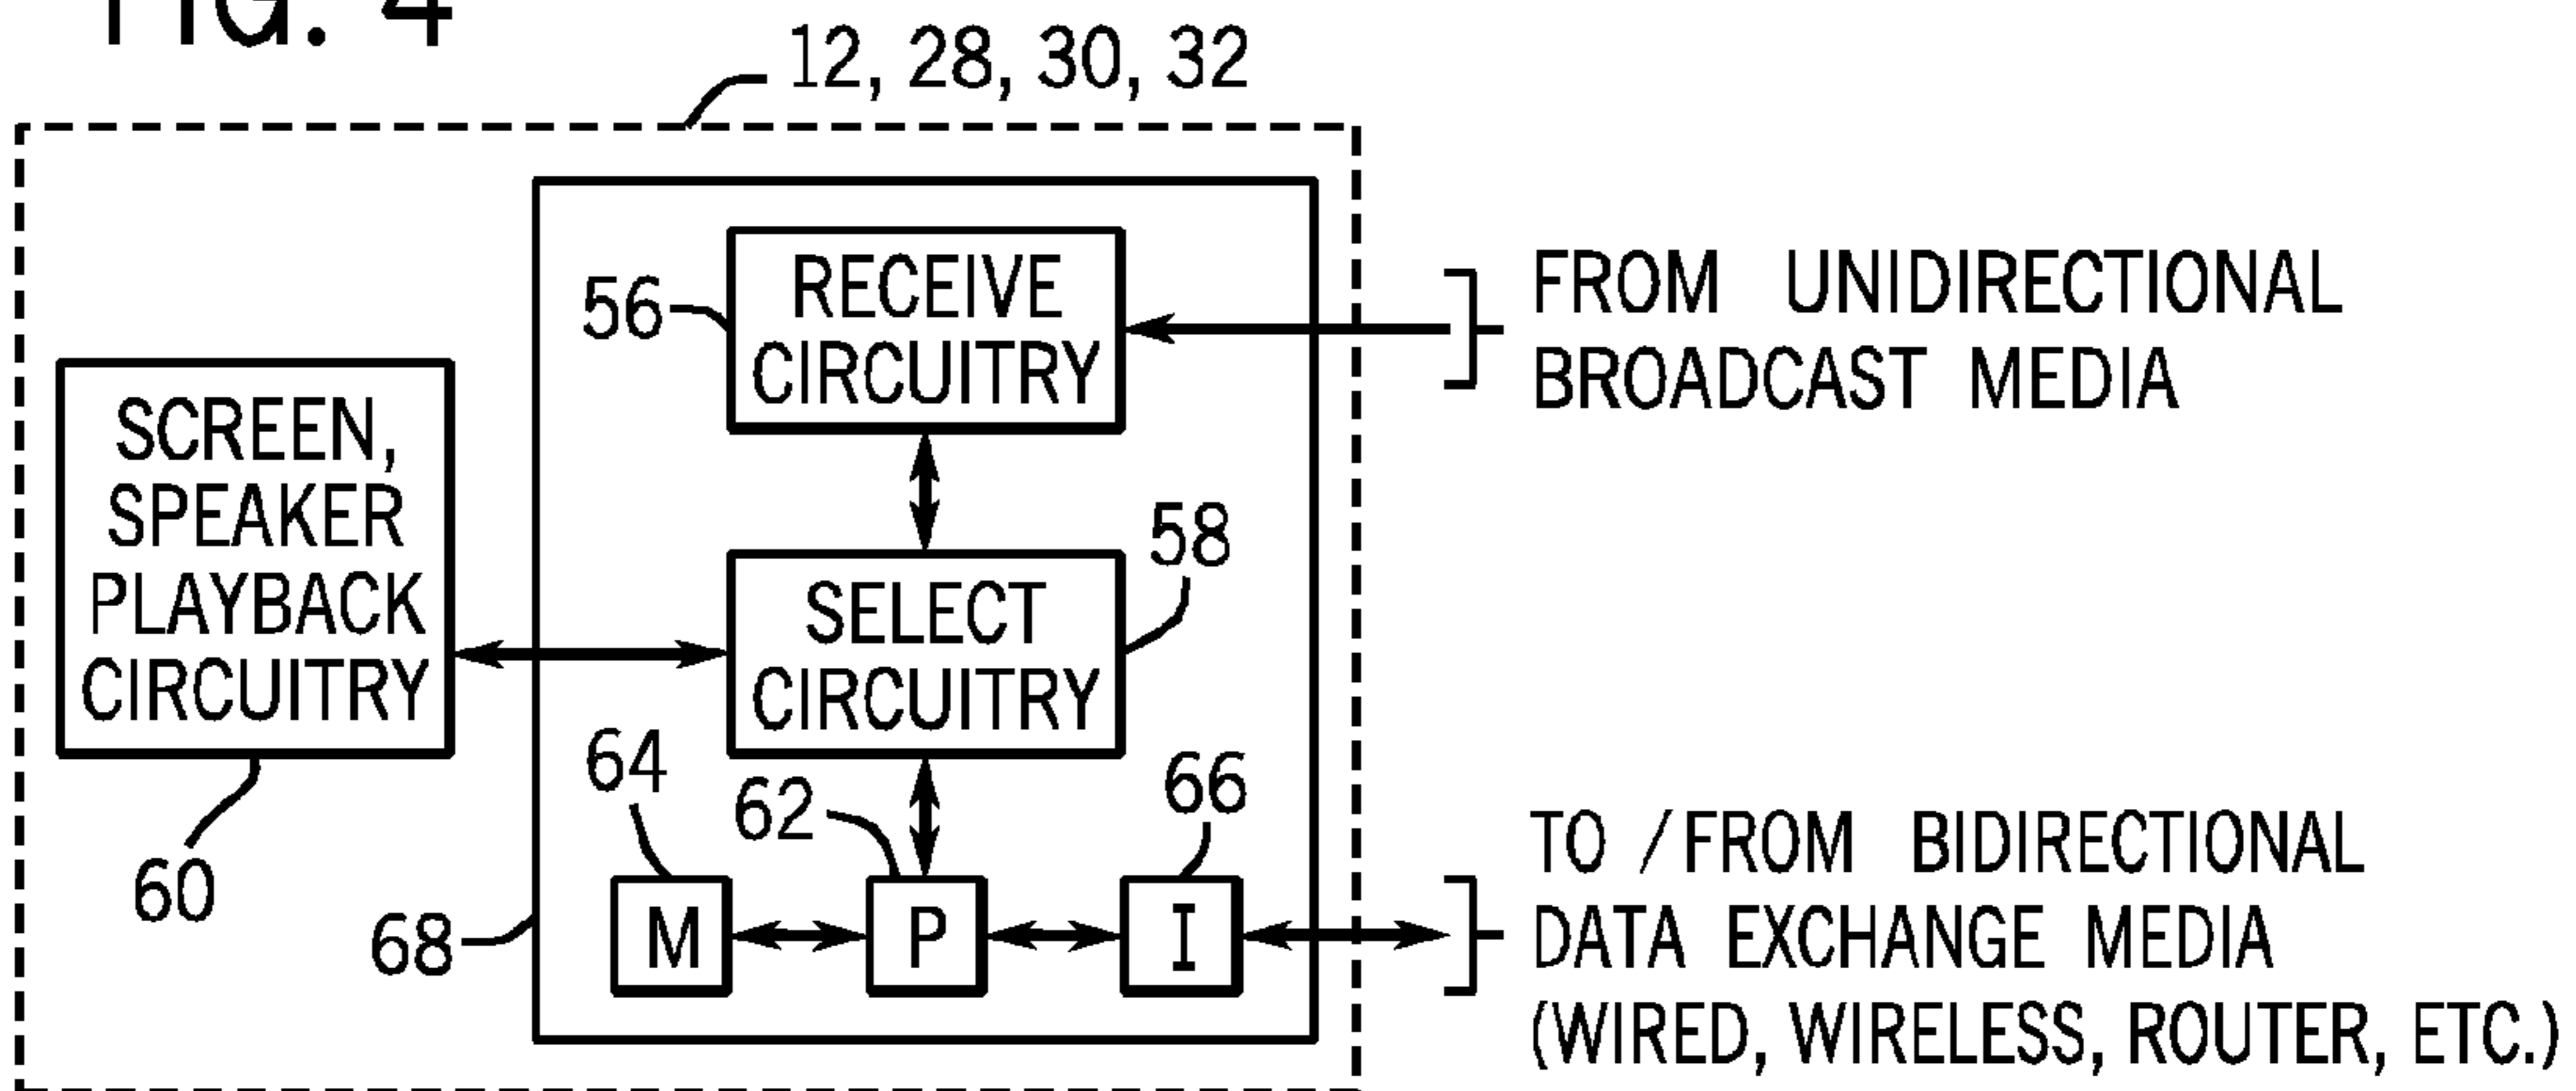 FIG. 4
12, 28, 30, 32
RECEIVE
CIRCUITRY
56
FROM UNIDIRECTIONAL
BROADCAST MEDIA
SCREEN,
SPEAKER
PLAYBACK
CIRCUITRY
60
SELECT
CIRCUITRY
58
64
62
66
68
M
P
I
TO / FROM BIDIRECTIONAL
DATA EXCHANGE MEDIA
(WIRED, WIRELESS, ROUTER, ETC.)